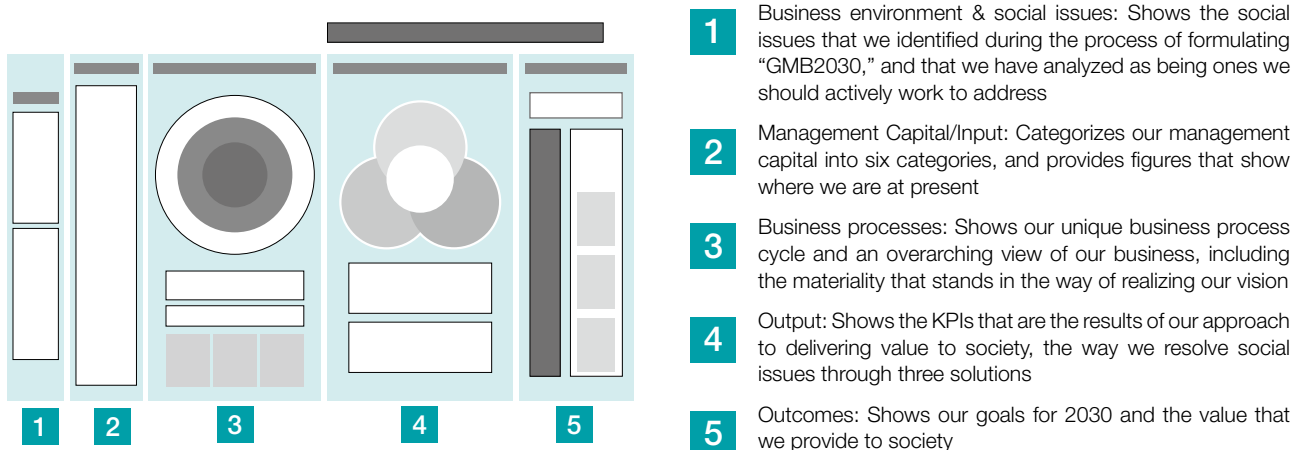 1
2
3
4
5
1
Business environment & social issues: Shows the social
issues that we identified during the process of formulating
“GMB2030,” and that we have analyzed as being ones we
should actively work to address
2
Management Capital/Input: Categorizes our management
capital into six categories, and provides figures that show
where we are at present
3
Business processes: Shows our unique business process
cycle and an overarching view of our business, including
the materiality that stands in the way of realizing our vision
4
Output: Shows the KPIs that are the results of our approach
to delivering value to society, the way we resolve social
issues through three solutions
5
Outcomes: Shows our goals for 2030 and the value that
we provide to society